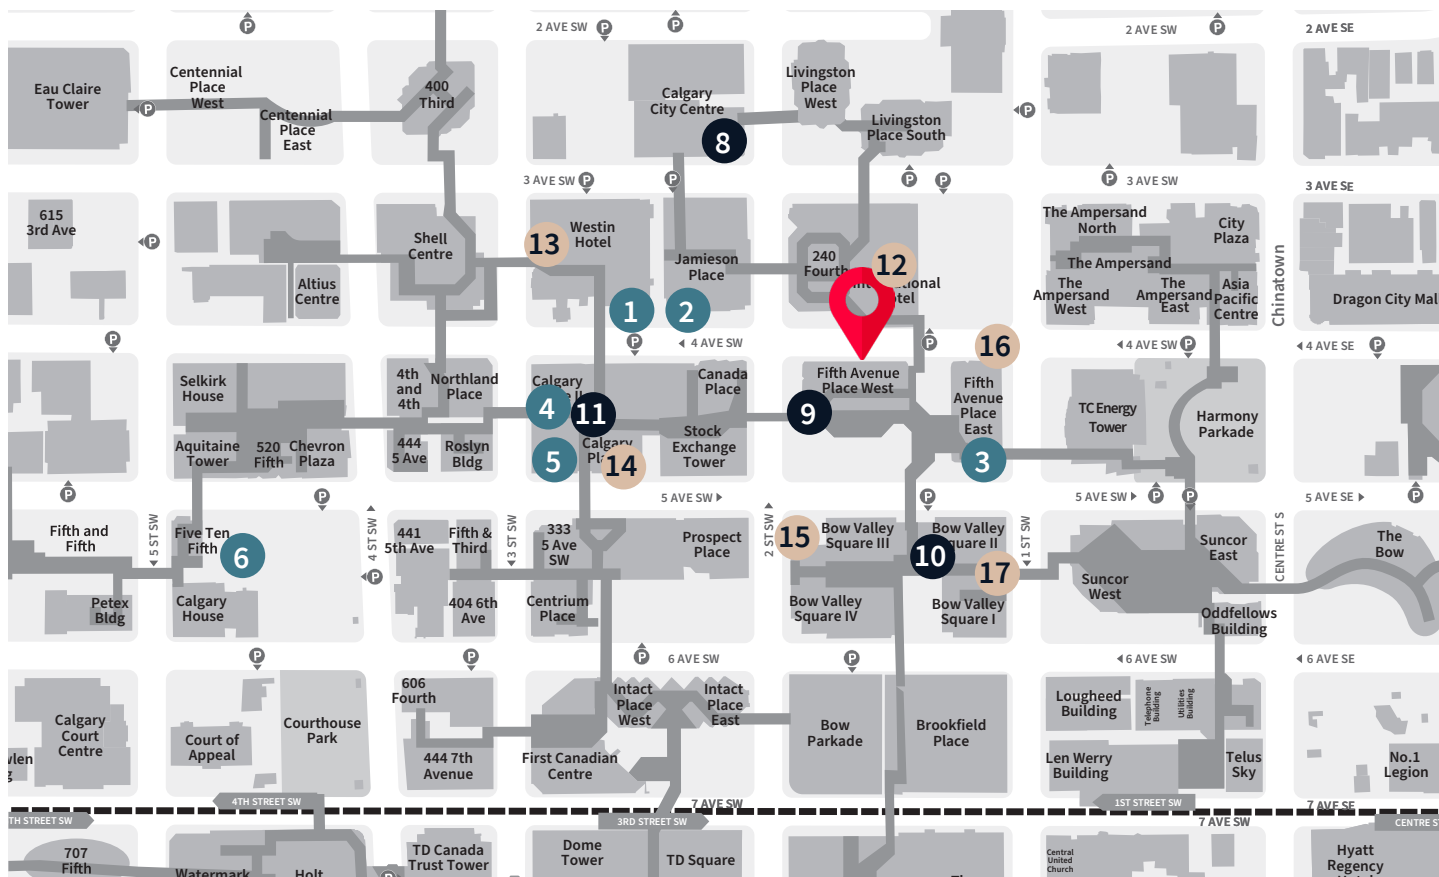 2 AVE SW
P
P
P
P
2 AVE SW
2 AVE SE
Eau Claire
Tower
P
Centennial
Place
West
Centennial
Place
East
400
Third
Calgary
City Centre
8
Livingston
Place
West
Livingston
Place South
P
3 AVE SW
P
P
P
P
P
3 AVE SW
3 AVE SE
615
3rd Ave
P
Altius
Centre
Shell
Centre
13
Westin
Hotel
1
2
Jamieson
Place
240
Fourth
12
The Ampersand
North
City
Plaza
The Ampersand
The
Ampersand
West
The
Ampersand
East
Asia
Pacific
Centre
Chinatown
Dragon City Mal
P
P
4 AVE SW
P
16
4 AVE SW
P
4 AVE SE
P
Selkirk
House
Aquitaine
Tower
520
Fifth
Chevron
Plaza
4th
and
4th
Northland
Place
444
5 Ave
Roslyn
Bldg
Calgary
4
11
5
Calgary
14
Canada
Place
Stock
Exchange
Tower
Fifth Avenue
Place West
9
Fifth
Avenue
Place
East
3
TC Energy
Tower
Harmony
Parkade
P
P
5 AVE SW
P
5 AVE SW
P
P
5 AVE SE
P
Fifth and
Fifth
5 ST SW
Five Ten
Fifth
6
4 ST SW
P
441
5th Ave
Fifth &
Third
3 ST SW
333
5 Ave
SW
Prospect
Place
2 ST SW
15
Bow Valley
Square III
Bow Valley
Square II
10
17
1 ST SW
Suncor
East
Suncor
West
CENTRE ST S
The
Bow
Petex
Bldg
Calgary
House
404 6th
Ave
Centrium
Place
Bow Valley
Square IV
Bow Valley
Square I
Oddfellows
Building
P
P
P
6 AVE SW
P
6 AVE SW
6 AVE SE
Calgary
Court
Centre
Court of
Appeal
Courthouse
Park
606
Fourth
444 7th
Avenue
First Canadian
Centre
Intact
Place
West
Intact
Place
East
Bow
Parkade
Brookfield
Place
Lougheed
Building
Telephone
Building
Utilities
Building
Len Werry
Building
Telus
Sky
No.1
Legion
4TH STREET SW
7 AVE SW
1ST STREET SW
7 AVE SE
TH STREET SW
3RD STREET SW
7 AVE SW
CENTRE S
707
Fifth
Watermark
Holt
P
TD Canada
Trust Tower
Dome
Tower
TD Square
Central
United
Church
Hyatt
Regency